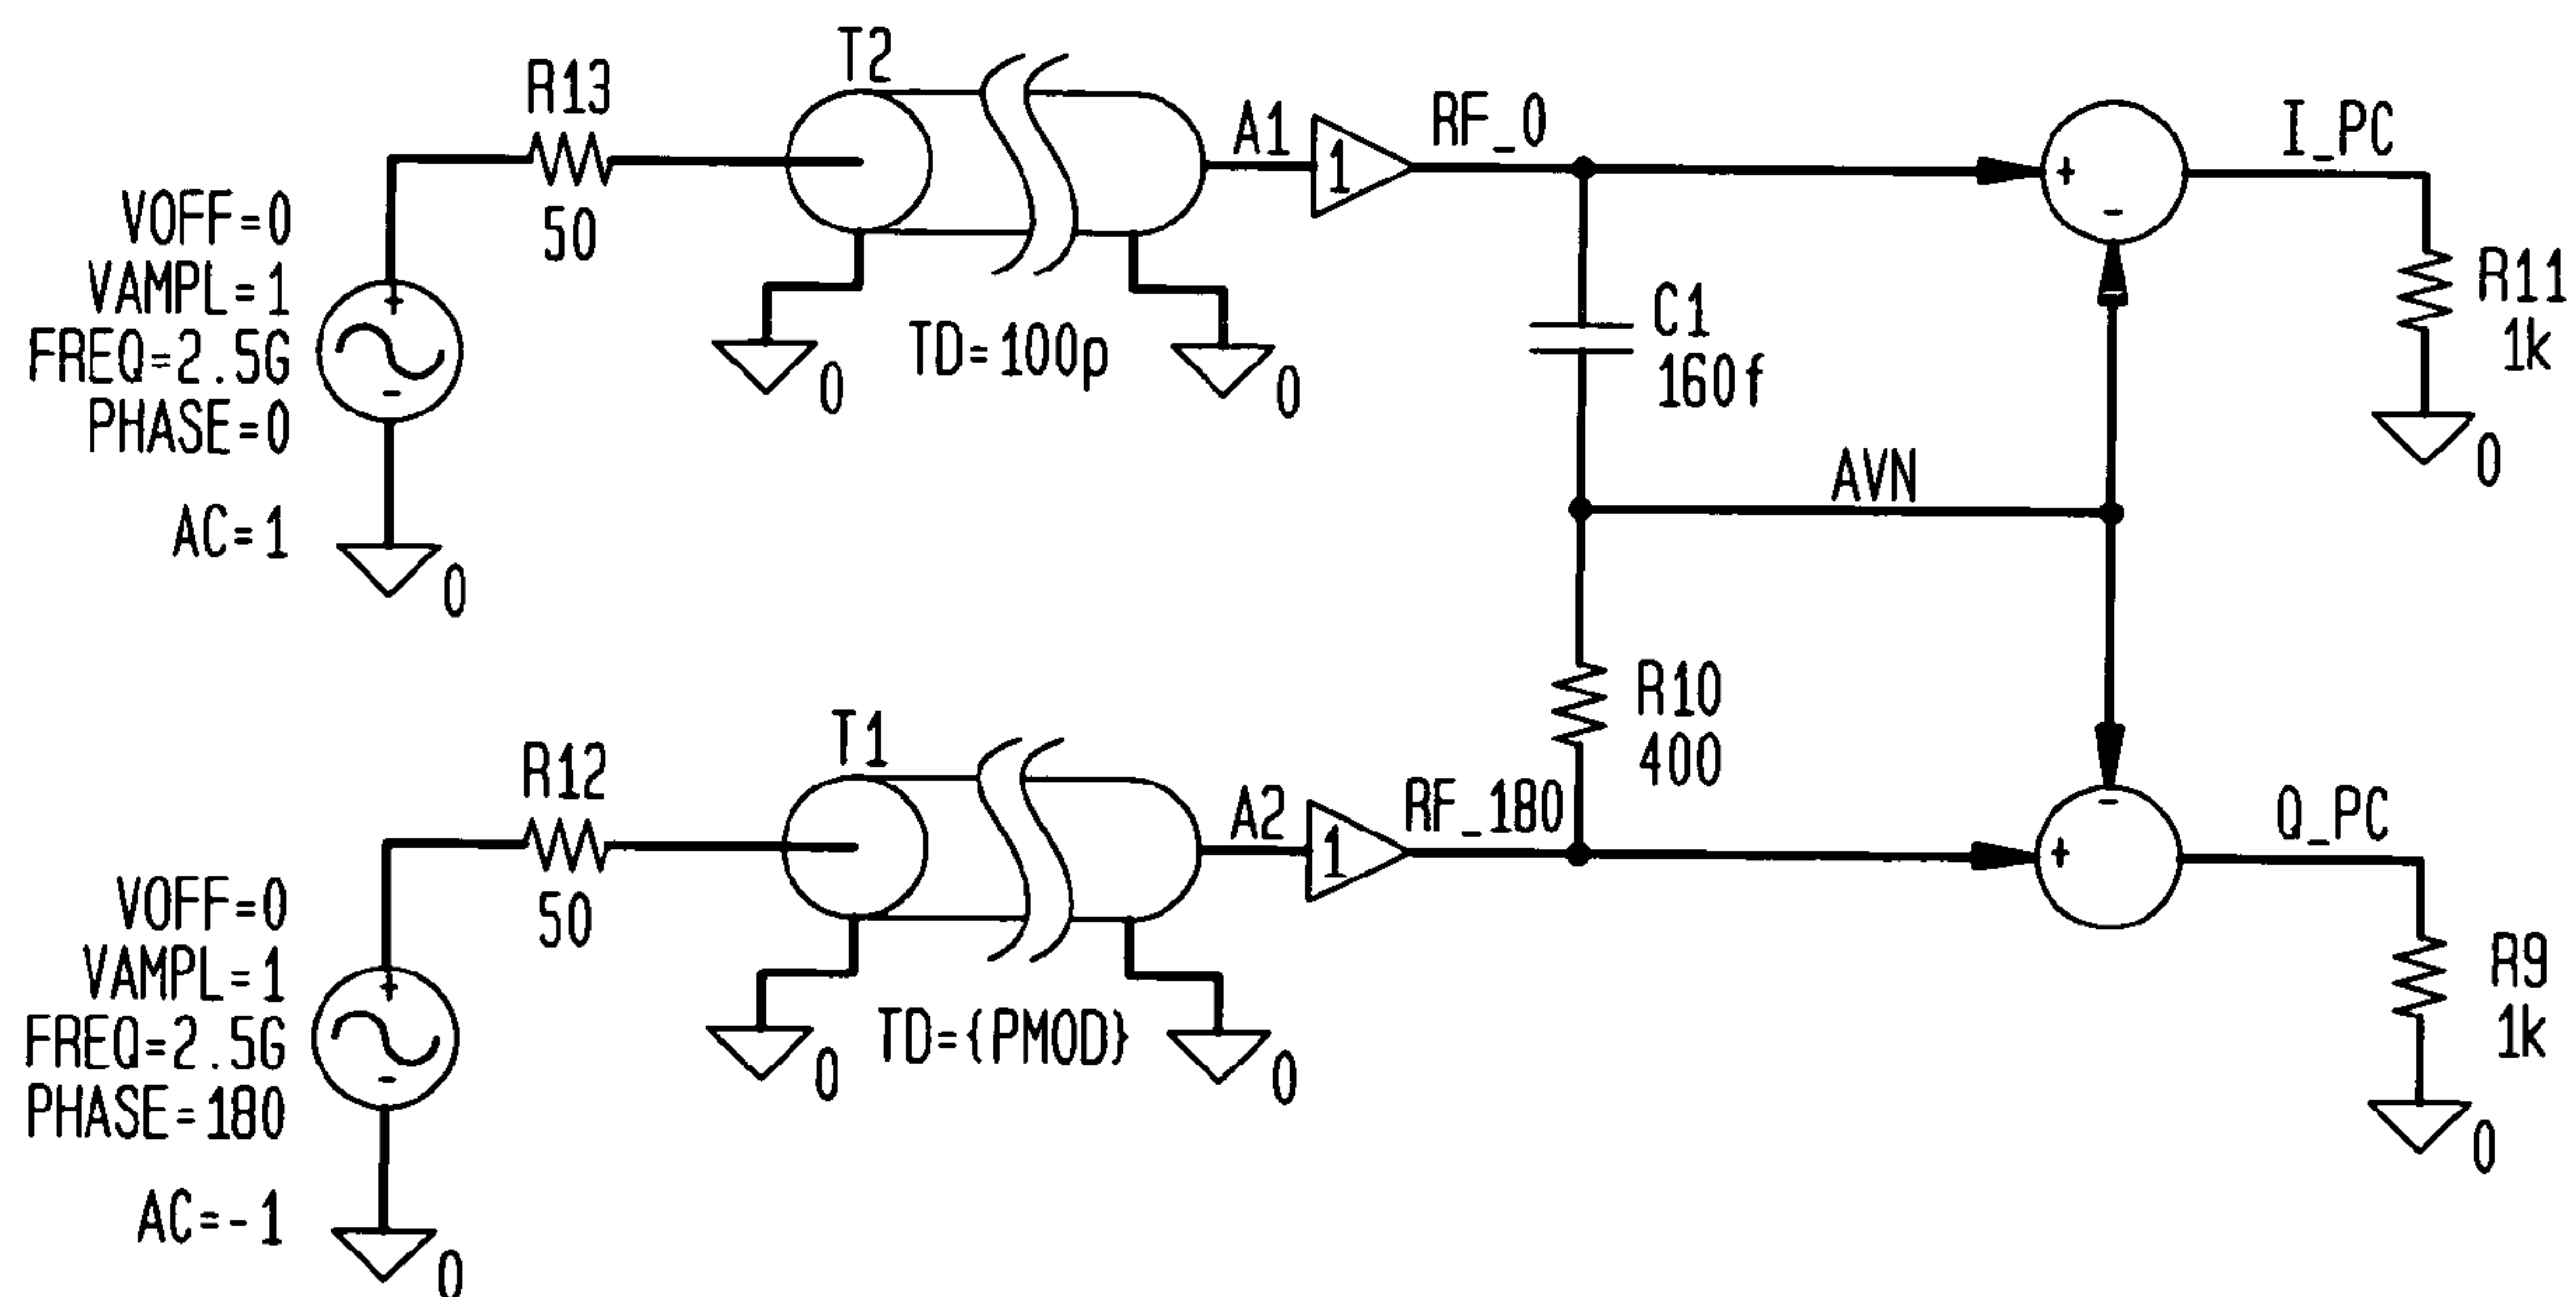 T2
R13
A1
1
RF_0
I_PC
+
-
50
VOFF=0
VAMPL=1
FREQ=2.5G
PHASE=0
AC=1
+
-
0
0
TD=100p
0
C1
160f
R11
1k
0
AVN
R10
400
T1
R12
A2
1
RF_180
Q_PC
-
+
50
VOFF=0
VAMPL=1
FREQ=2.5G
PHASE=180
AC=-1
+
-
0
0
TD={PMOD}
0
R9
1k
0